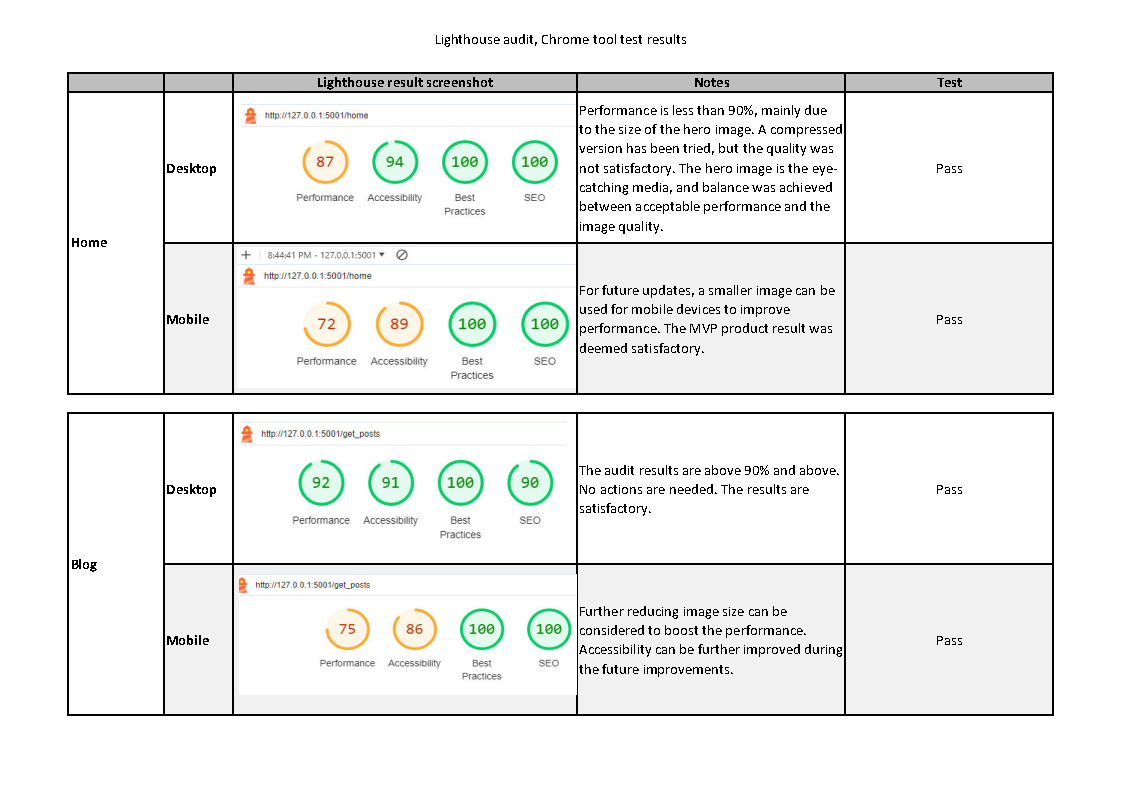 Lighthouse audit, Chrome tool test results
Lighthouse result screenshot Notes Test
Home
Desktop
http://127.0.0.1:5001/home
87 94 100 100
Performance Accessibility Best Practices SEO
Performance is less than 90%, mainly due
to the size of the hero image. A compressed
version has been tried, but the quality was
not satisfactory. The hero image is the eye-
catching media, and balance was achieved
between acceptable performance and the
image quality.
Pass
Mobile
8:44:41 PM - 127.0.0.1:5001
http://127.0.0.1:5001/home
72 89 100 100
Performance Accessibility Best Practices SEO
For future updates, a smaller image can be
used for mobile devices to improve
performance. The MVP product result was
deemed satisfactory.
Pass
Blog
Desktop
http://127.0.0.1:5001/get_posts
92 91 100 90
Performance Accessibility Best Practices SEO
The audit results are above 90% and above.
No actions are needed. The results are
satisfactory.
Pass
Mobile
http://127.0.0.1:5001/get_posts
75 86 100 100
Performance Accessibility Best Practices SEO
Further reducing image size can be
considered to boost the performance.
Accessibility can be further improved during
the future improvements.
Pass